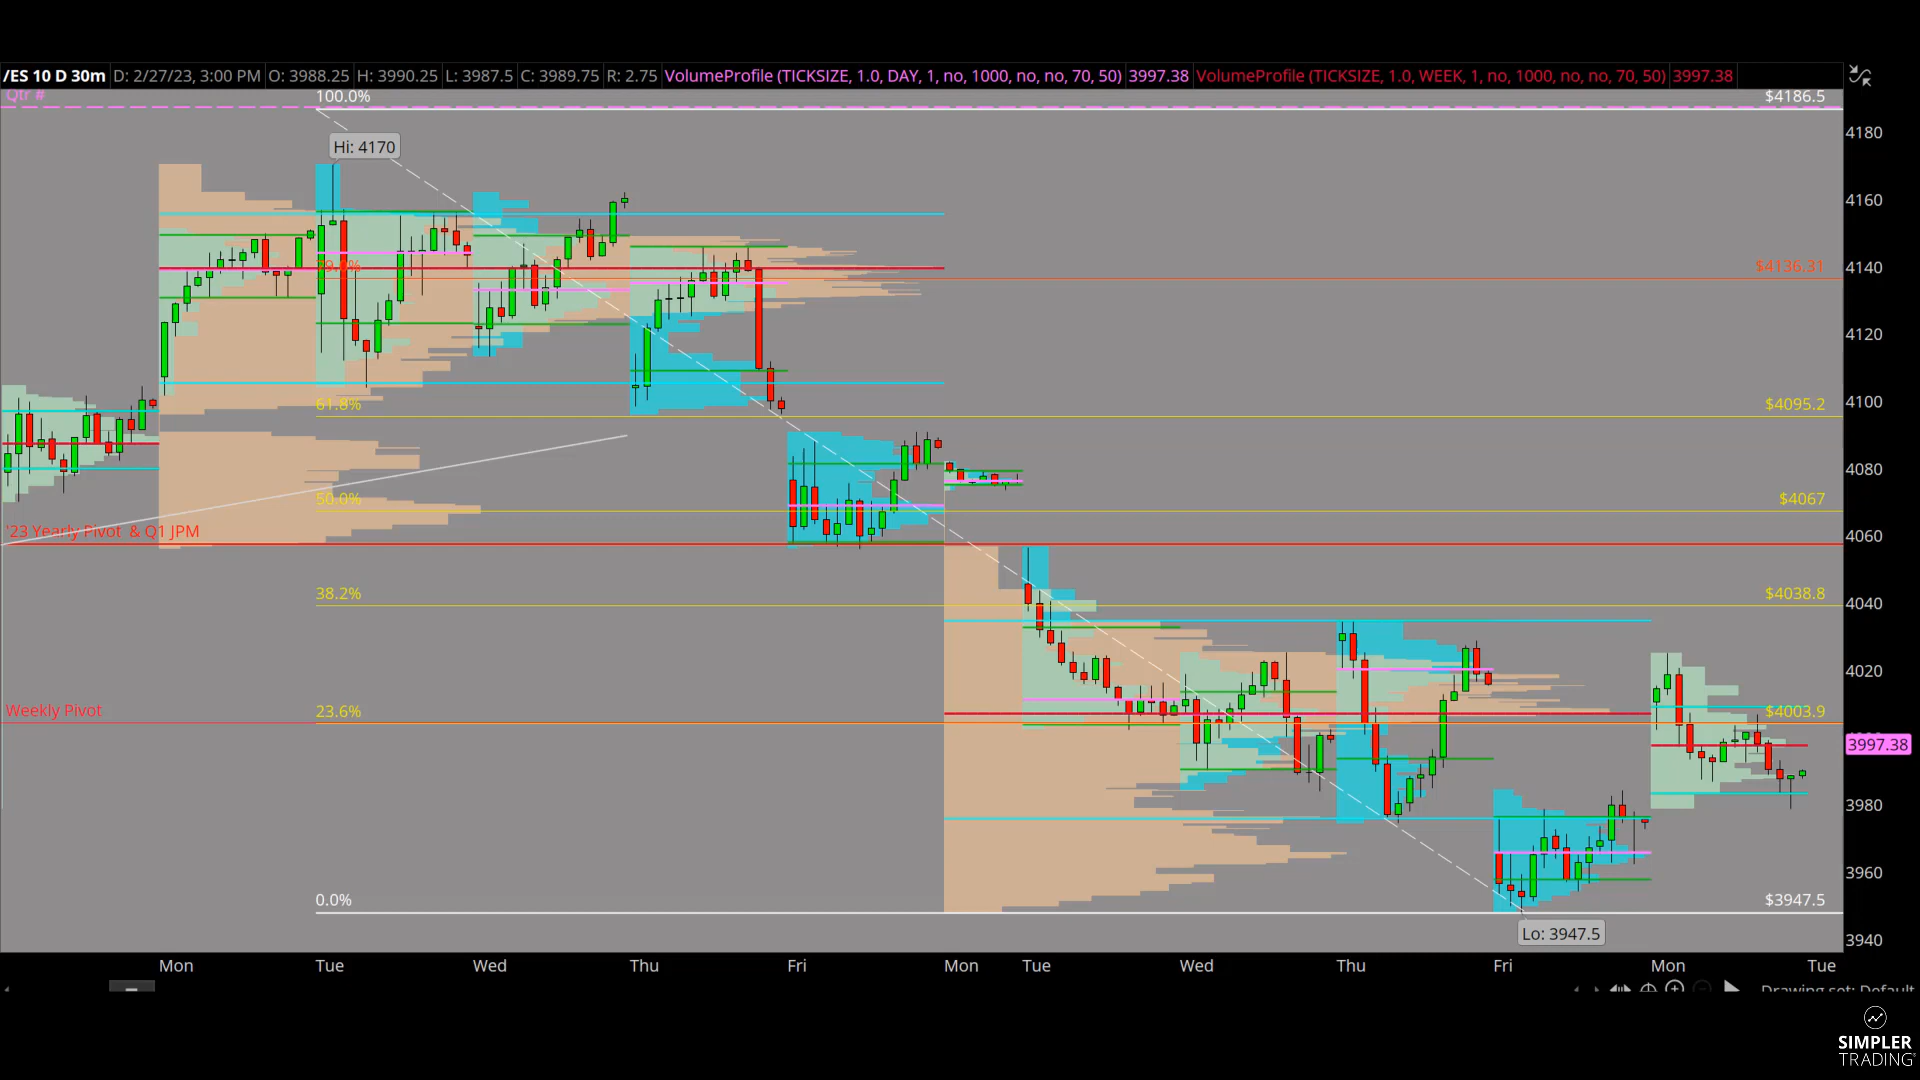 /ES 10 D 30m D: 2/27/23, 3:00 PM O: 3988.25 H: 3990.25 L: 3987.5 C: 3989.75 R: 2.75 VolumeProfile (TICKSIZE, 1.0, DAY, 1, no, 1000, no, no, 70, 50) 3997.38 VolumeProfile (TICKSIZE, 1.0, WEEK, 1, no, 1000, no, no, 70, 50) 3997.38
Qtr # 100.0% $4186.5
4180
Hi: 4170
4160
79.0% $4136.31 4140
4120
61.8% $4095.2 4100
4080
50.0% $4067
'23 Yearly Pivot & Q1 JPM 4060
38.2% $4038.8 4040
4020
Weekly Pivot 23.6% $4003.9
3997.38
3980
3960
0.0% $3947.5
Lo: 3947.5 3940
Mon Tue Wed Thu Fri Mon Tue Wed Thu Fri Mon Tue
Drawing set: Default
SIMPLER
TRADING